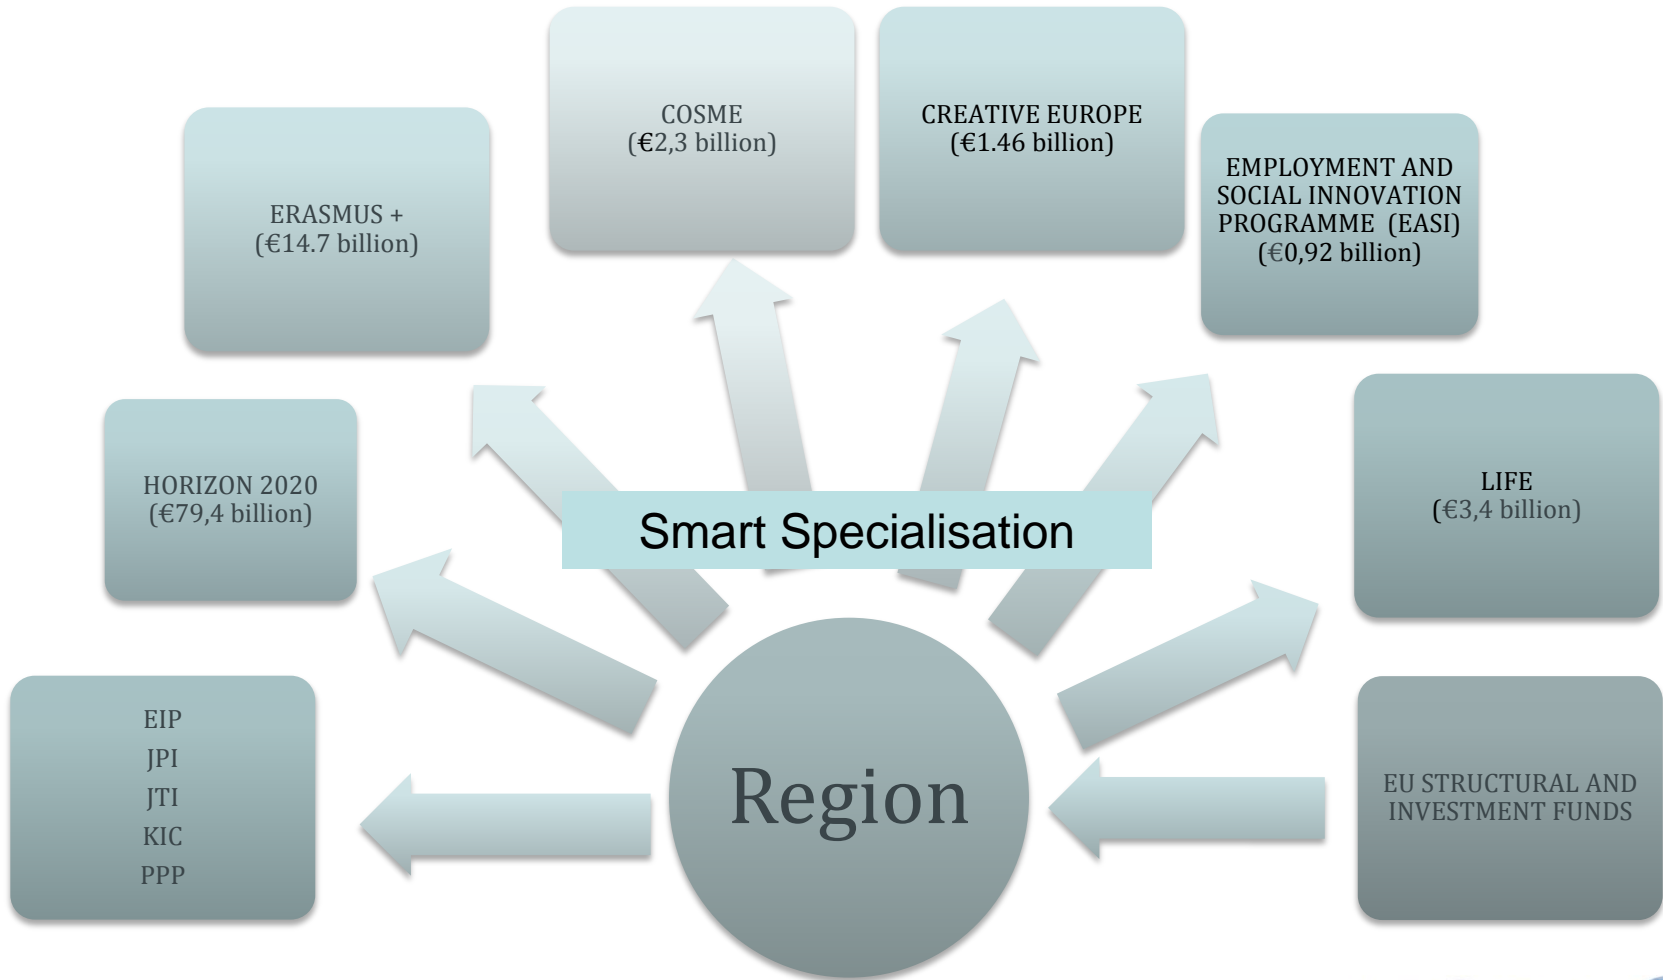 COSME
(€2,3 billion)
CREATIVE EUROPE
(€1.46 billion)
EMPLOYMENT AND
SOCIAL INNOVATION
PROGRAMME  (EASI)
(€0,92 billion)
ERASMUS +
(€14.7 billion)
HORIZON 2020
(€79,4 billion)
LIFE
(€3,4 billion)
Smart Specialisation
EIP
JPI
JTI
KIC
PPP
Region
EU STRUCTURAL AND
INVESTMENT FUNDS